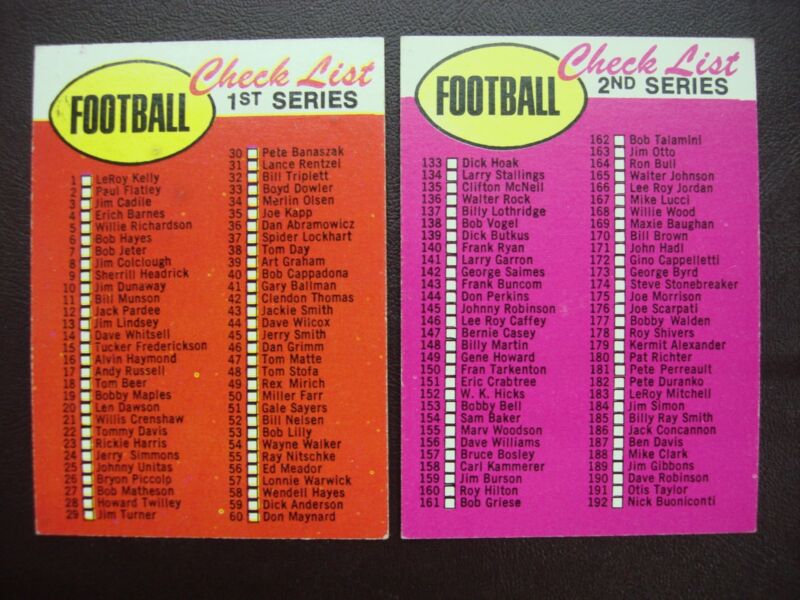 FOOTBALL
Check List
1ST SERIES
1 LeRoy Kelly
2 Paul Flatley
3 Jim Cadile
4 Erich Barnes
5 Willie Richardson
6 Bob Hayes
7 Bob Jeter
8 Jim Colclough
9 Sherrill Headrick
10 Jim Dunaway
11 Bill Munson
12 Jack Pardee
13 Jim Lindsey
14 Dave Whitsell
15 Tucker Frederickson
16 Alvin Haymond
17 Andy Russell
18 Tom Beer
19 Bobby Maples
20 Len Dawson
21 Willis Crenshaw
22 Tommy Davis
23 Rickie Harris
24 Jerry Simmons
25 Johnny Unitas
26 Bryon Piccolp
27 Bob Matheson
28 Howard Twilley
29 Jim Turner
30 Pete Banaszak
31 Lance Rentzel
32 Bill Triplett
33 Boyd Dowler
34 Merlin Olsen
35 Joe Kapp
36 Dan Abramowicz
37 Spider Lockhart
38 Tom Day
39 Art Graham
40 Bob Cappadona
41 Gary Ballman
42 Clendon Thomas
43 Jackie Smith
44 Dave Wilcox
45 Jerry Smith
46 Dan Grimm
47 Tom Matte
48 Tom Stofa
49 Rex Mirich
50 Miller Farr
51 Gale Sayers
52 Bill Nelsen
53 Bob Lilly
54 Wayne Walker
55 Ray Nitschke
56 Ed Meador
57 Lonnie Warwick
58 Wendell Hayes
59 Dick Anderson
60 Don Maynard
FOOTBALL
Check List
2ND SERIES
133 Dick Hoak
134 Larry Stallings
135 Clifton McNeil
136 Walter Rock
137 Billy Lothridge
138 Bob Vogel
139 Dick Butkus
140 Frank Ryan
141 Larry Garron
142 George Saimes
143 Frank Buncom
144 Don Perkins
145 Johnny Robinson
146 Lee Roy Caffey
147 Bernie Casey
148 Billy Martin
149 Gene Howard
150 Fran Tarkenton
151 Eric Crabtree
152 W. K. Hicks
153 Bobby Bell
154 Sam Baker
155 Marv Woodson
156 Dave Williams
157 Bruce Bosley
158 Carl Kammerer
159 Jim Burson
160 Roy Hilton
161 Bob Griese
162 Bob Talamini
163 Jim Otto
164 Ron Bull
165 Walter Johnson
166 Lee Roy Jordan
167 Mike Lucci
168 Willie Wood
169 Maxie Baughan
170 Bill Brown
171 John Hadl
172 Gino Cappelletti
173 George Byrd
174 Steve Stonebreaker
175 Joe Morrison
176 Joe Scarpati
177 Bobby Walden
178 Roy Shivers
179 Kermit Alexander
180 Pat Richter
181 Pete Perreault
182 Pete Duranko
183 LeRoy Mitchell
184 Jim Simon
185 Billy Ray Smith
186 Jack Concannon
187 Ben Davis
188 Mike Clark
189 Jim Gibbons
190 Dave Robinson
191 Otis Taylor
192 Nick Buoniconti